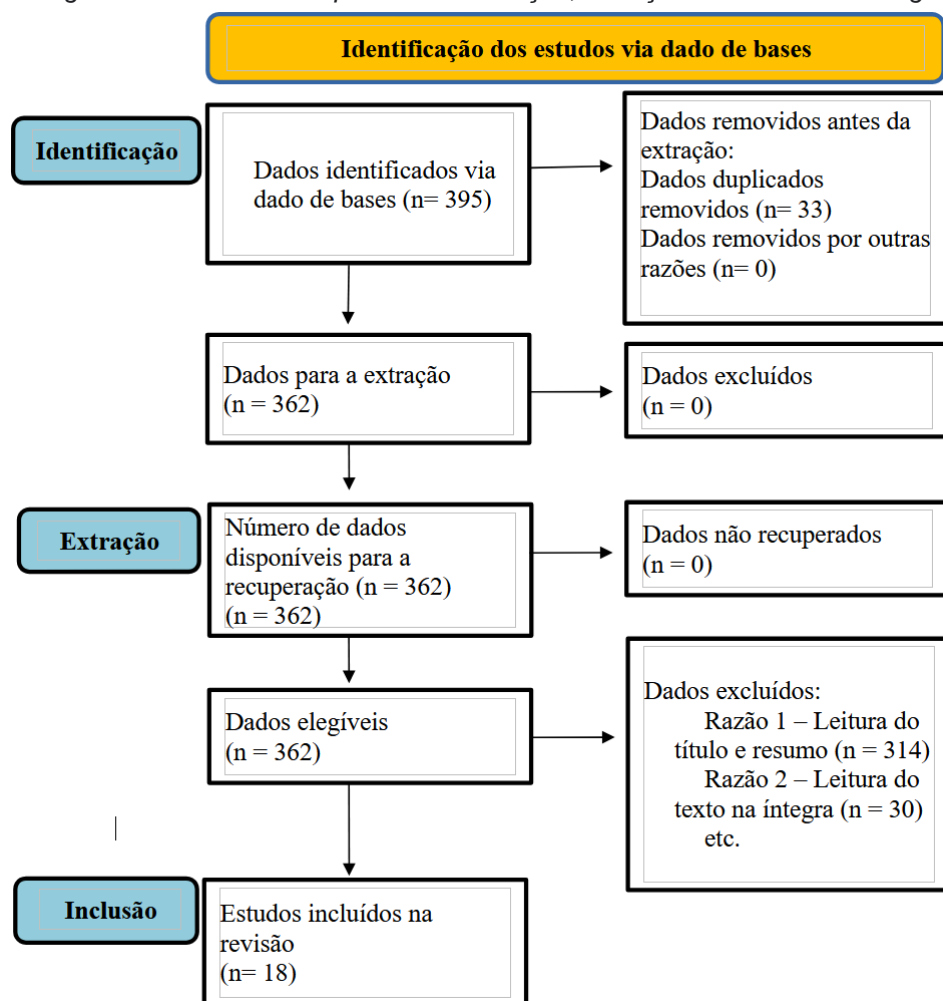 Identificação dos estudos via dado de bases
Identificação
Dados identificados via
dado de bases (n= 395)
Dados removidos antes da
extração:
Dados duplicados
removidos (n= 33)
Dados removidos por outras
razões (n= 0)
Dados para a extração
(n = 362)
Dados excluídos
(n = 0)
Extração
Número de dados
disponíveis para a
recuperação (n = 362)
(n = 362)
Dados não recuperados
(n = 0)
Dados elegíveis
(n = 362)
Dados excluídos:
Razão 1 – Leitura do
título e resumo (n = 314)
Razão 2 – Leitura do
texto na íntegra (n = 30)
etc.
Inclusão
Estudos incluídos na
revisão
(n= 18)